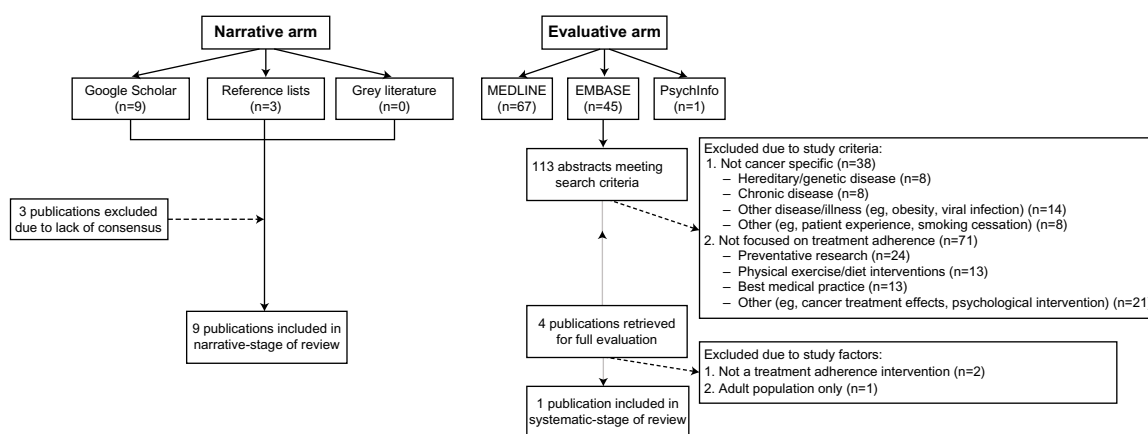 Narrative arm
Google Scholar
(n=9)
Reference lists
(n=3)
Grey literature
(n=0)
3 publications excluded
due to lack of consensus
9 publications included in
narrative-stage of review
Evaluative arm
MEDLINE
(n=67)
EMBASE
(n=45)
PsychInfo
(n=1)
113 abstracts meeting
search criteria
Excluded due to study criteria:
1. Not cancer specific (n=38)
– Hereditary/genetic disease (n=8)
– Chronic disease (n=8)
– Other disease/illness (eg, obesity, viral infection) (n=14)
– Other (eg, patient experience, smoking cessation) (n=8)
2. Not focused on treatment adherence (n=71)
– Preventative research (n=24)
– Physical exercise/diet interventions (n=13)
– Best medical practice (n=13)
– Other (eg, cancer treatment effects, psychological intervention) (n=21
4 publications retrieved
for full evaluation
Excluded due to study factors:
1. Not a treatment adherence intervention (n=2)
2. Adult population only (n=1)
1 publication included in
systematic-stage of review